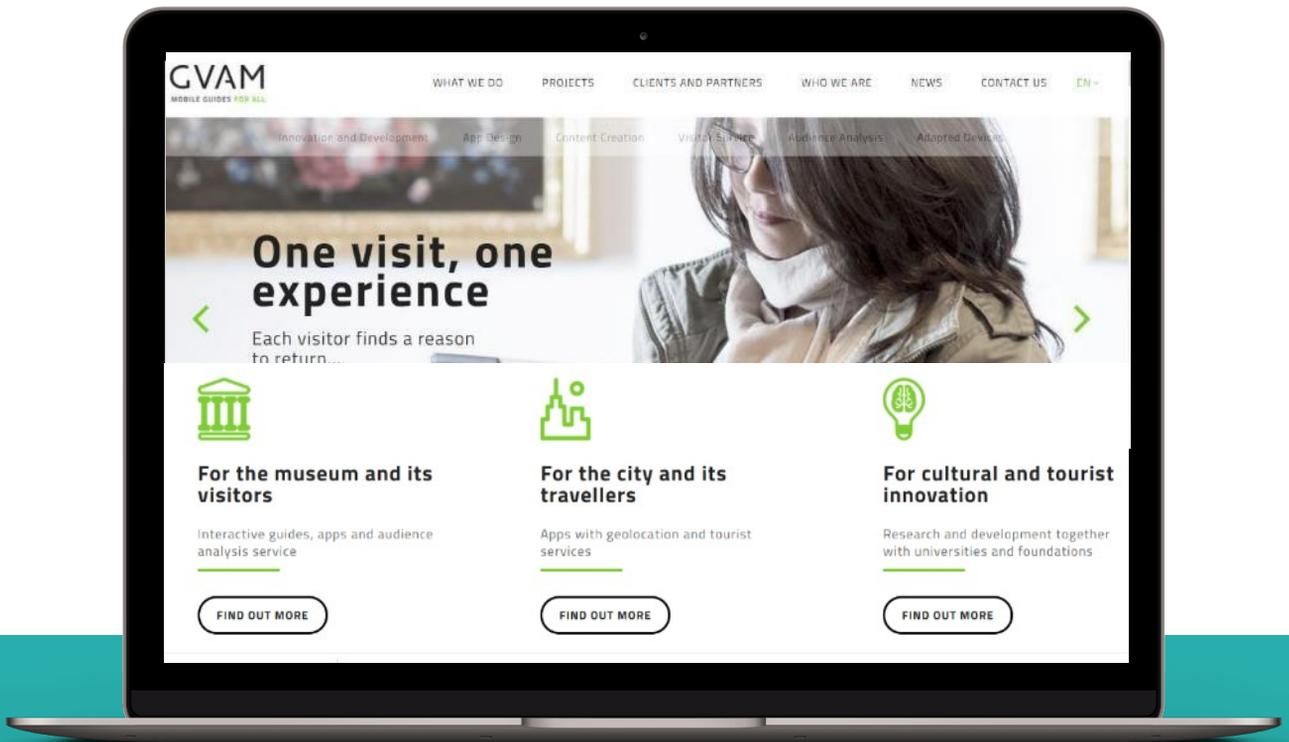 GVAM
MOBILE GUIDES FOR ALL
WHAT WE DO PROJECTS CLIENTS AND PARTNERS WHO WE ARE NEWS CONTACT US EN
Innovation and Development App Design Content Creation Visitor Service Audience Analysis Adapted Devices
One visit, one
experience
Each visitor finds a reason
to return...
For the museum and its
visitors
Interactive guides, apps and audience
analysis service
FIND OUT MORE
For the city and its
travellers
Apps with geolocation and tourist
services
FIND OUT MORE
For cultural and tourist
innovation
Research and development together
with universities and foundations
FIND OUT MORE